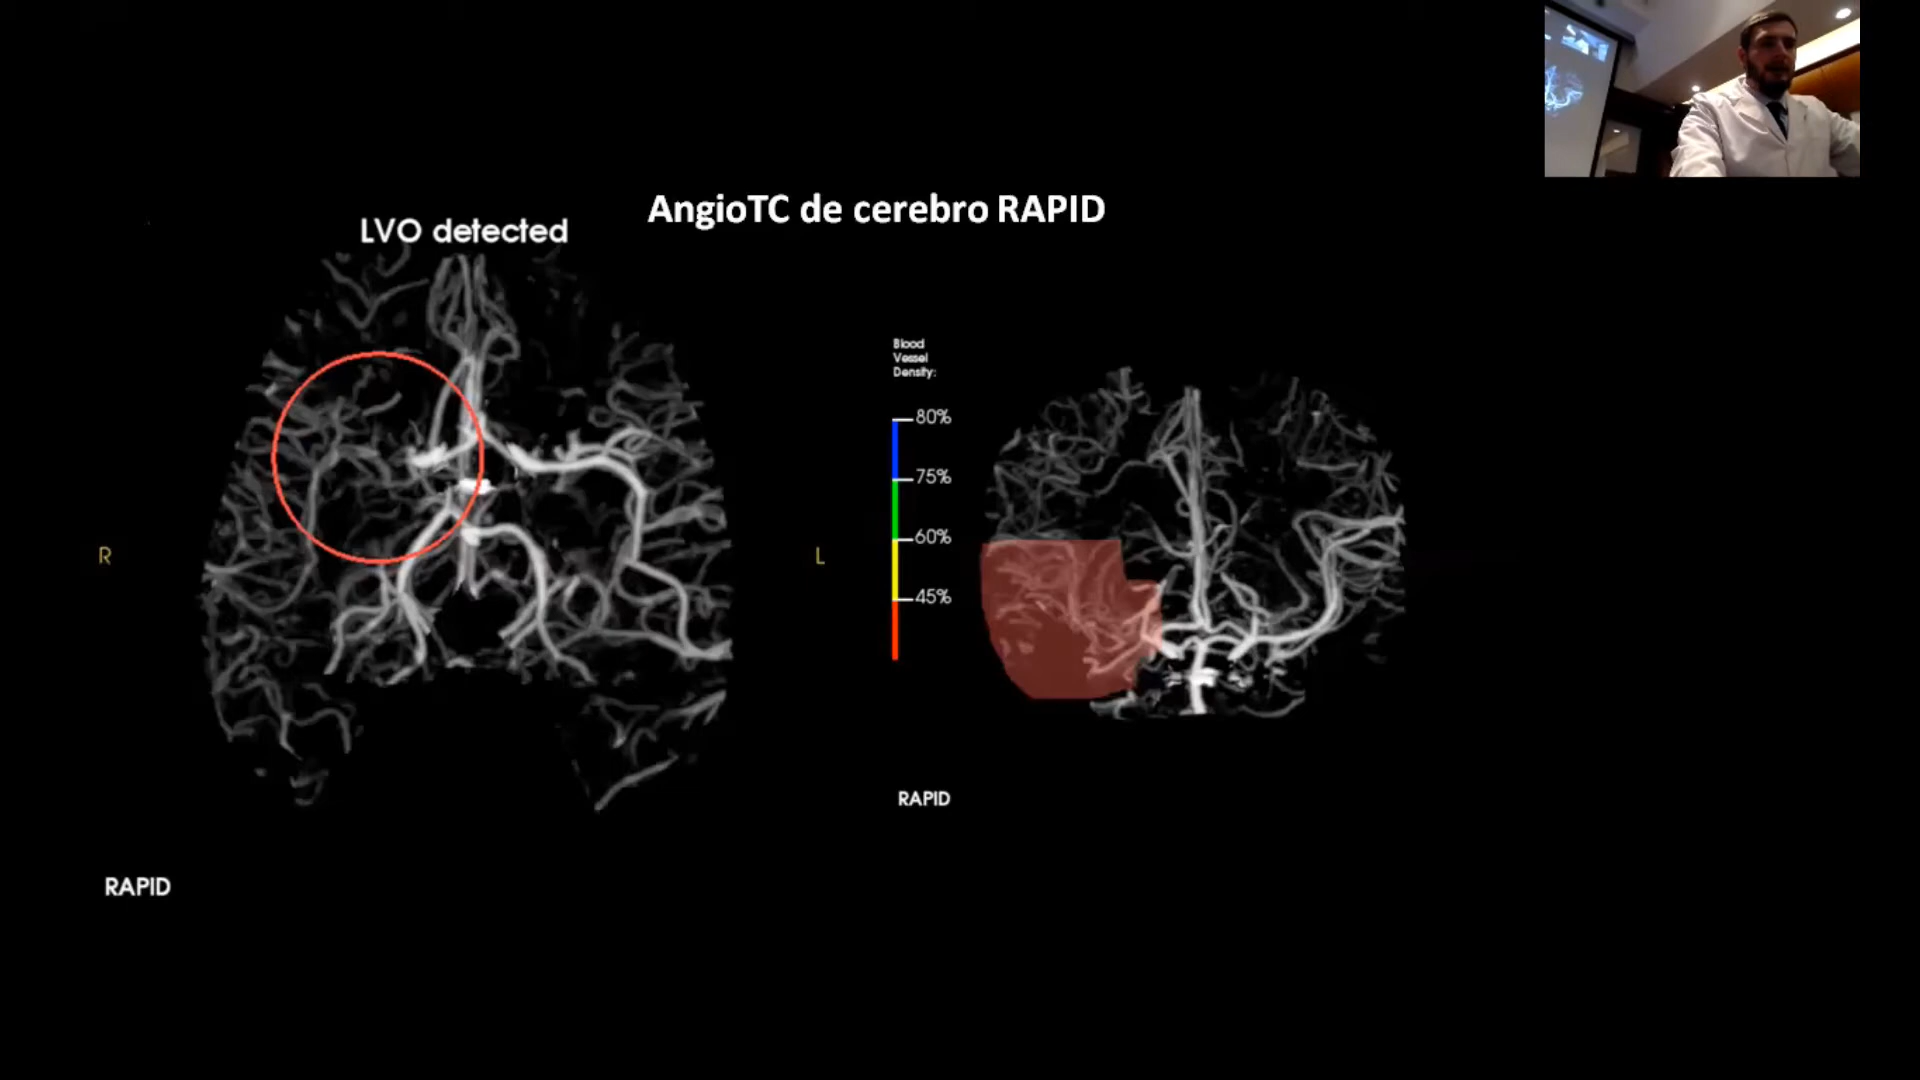 AngioTC de cerebro RAPID
LVO detected
R
L
RAPID
Blood
Vessel
Density:
80%
75%
60%
45%
RAPID